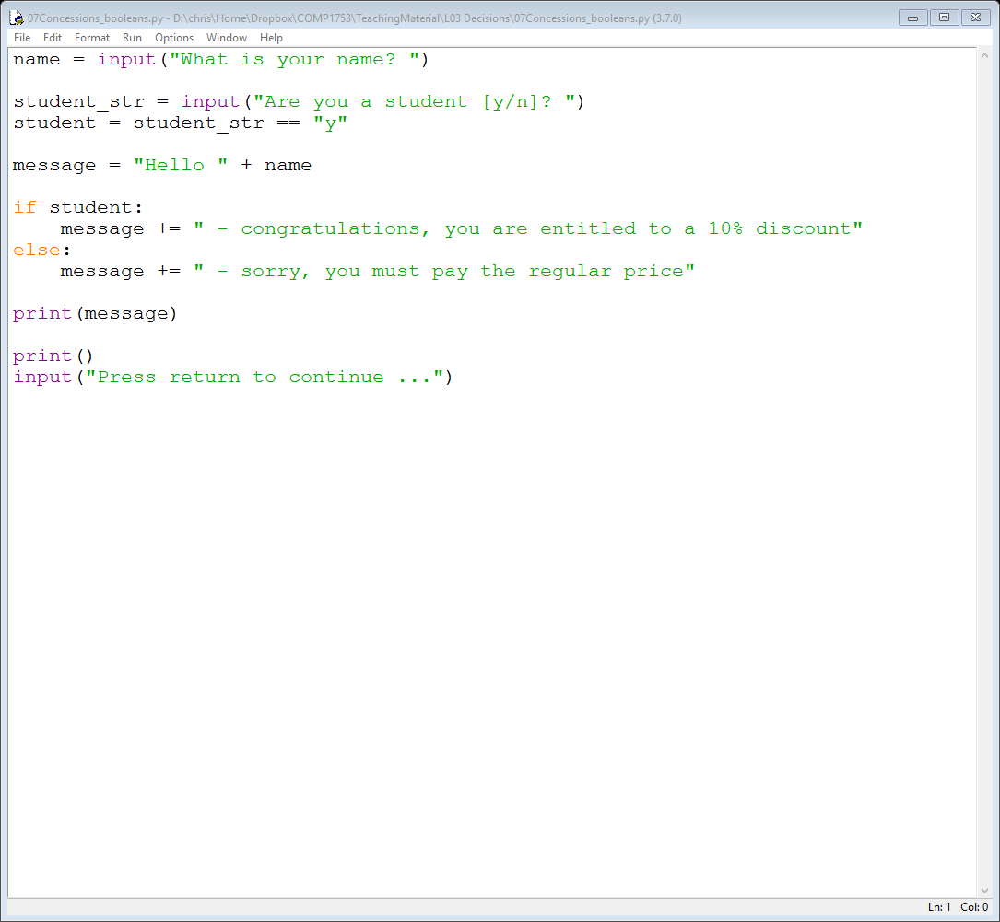 07Concessions_booleans.py - D:\chris\Home\Dropbox\COMP1753\TeachingMaterial\L03 Decisions\07Concessions_booleans.py (3.7.0)
File Edit Format Run Options Window Help
name = input("What is your name? ")

student_str = input("Are you a student [y/n]? ")
student = student_str == "y"

message = "Hello " + name

if student:
    message += " - congratulations, you are entitled to a 10% discount"
else:
    message += " - sorry, you must pay the regular price"

print(message)

print()
input("Press return to continue ...")
Ln: 1 Col: 0